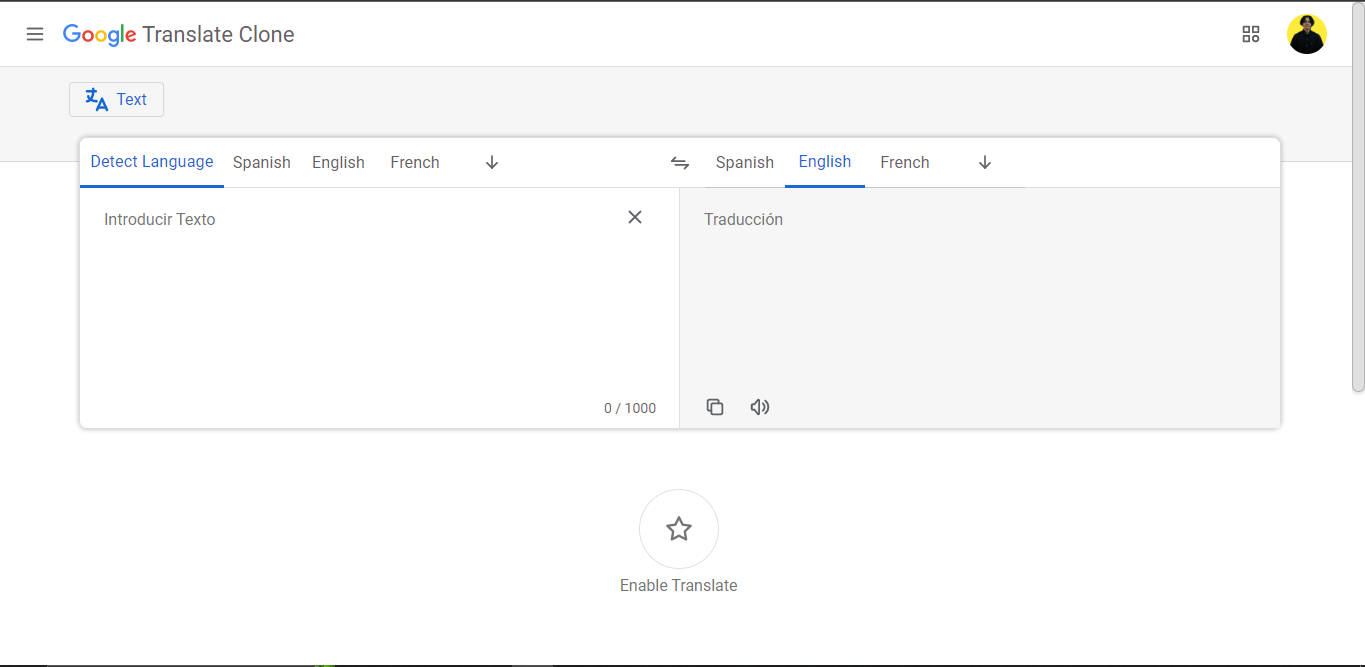 Google Translate Clone
Text
Detect Language Spanish English French Spanish English French
Introducir Texto
Traducción
0 / 1000
Enable Translate